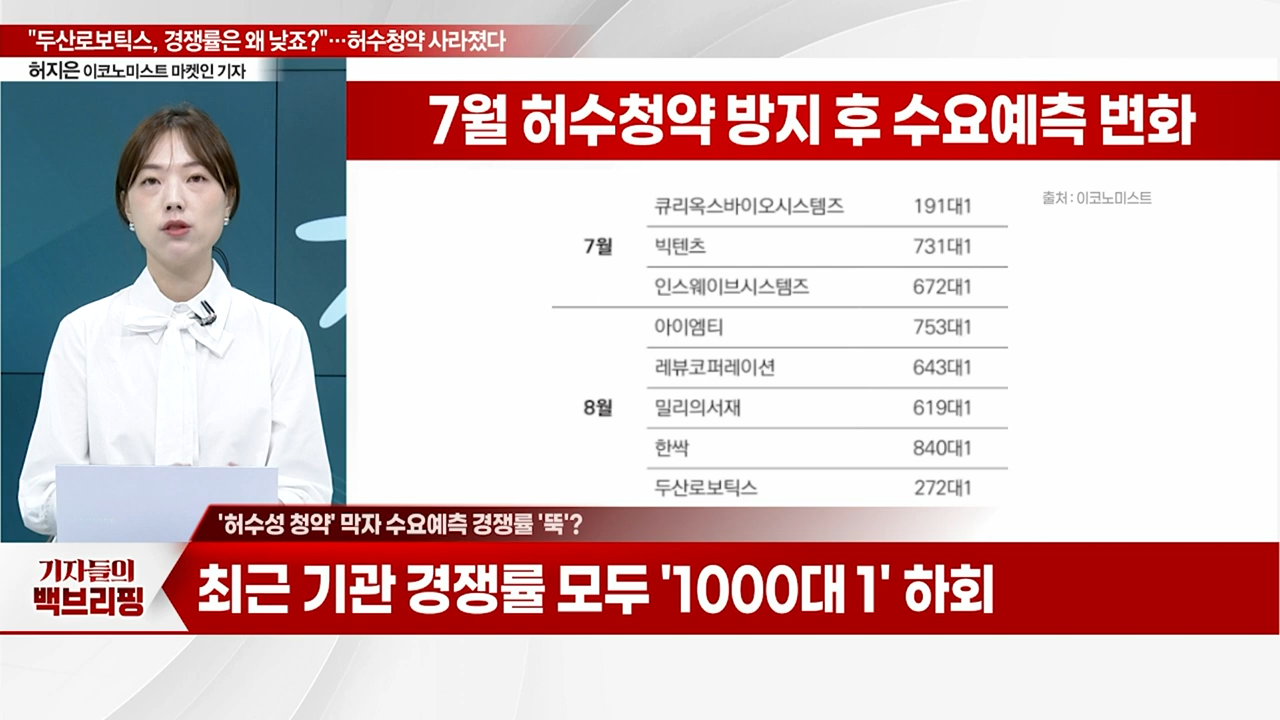 "두산로보틱스, 경쟁률은 왜 낮죠?"…허수청약 사라졌다
허지은 이코노미스트 마켓인 기자
7월 허수청약 방지 후 수요예측 변화
출처 : 이코노미스트
7월
큐리옥스바이오시스템즈 191대1
빅텐츠 731대1
인스웨이브시스템즈 672대1
8월
아이엠티 753대1
레뷰코퍼레이션 643대1
밀리의서재 619대1
한싹 840대1
두산로보틱스 272대1
'허수성 청약' 막자 수요예측 경쟁률 '뚝'?
기자들의
백브리핑
최근 기관 경쟁률 모두 '1000대 1' 하회